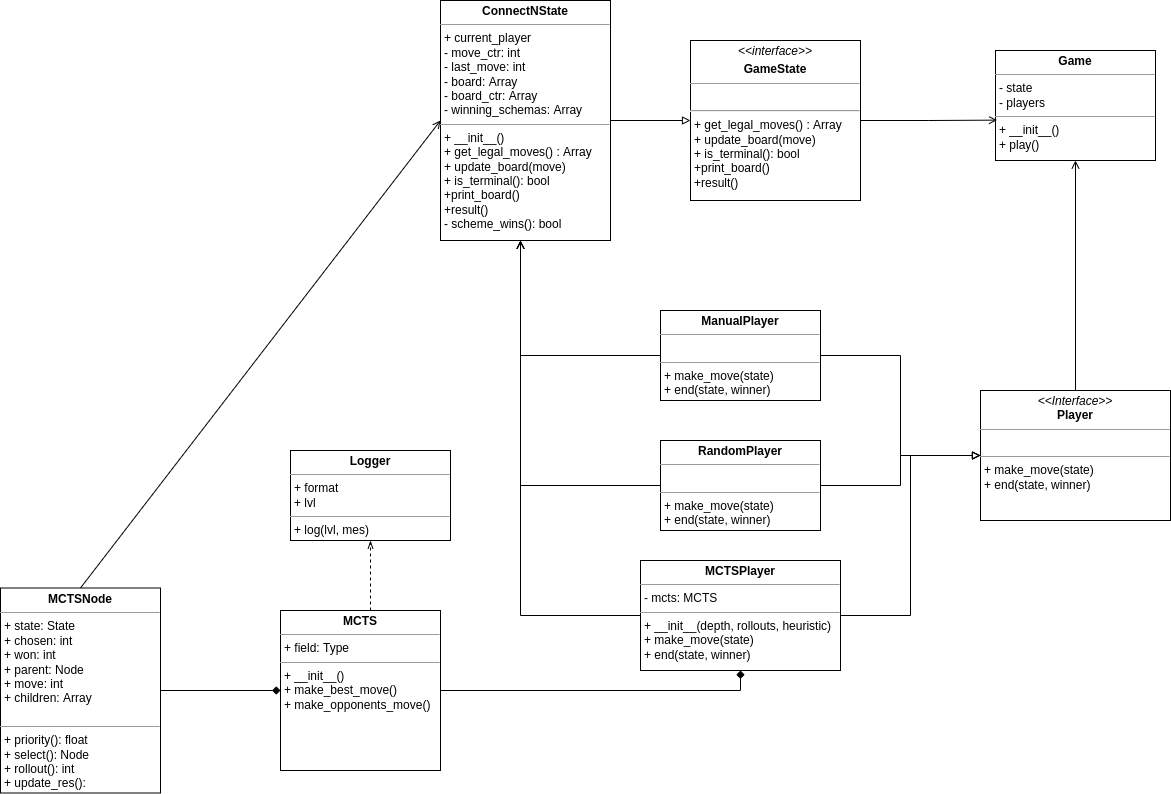 ConnectNState
+ current_player
- move_ctr: int
- last_move: int
- board: Array
- board_ctr: Array
- winning_schemas: Array
+ __init__()
+ get_legal_moves() : Array
+ update_board(move)
+ is_terminal(): bool
+print_board()
+result()
- scheme_wins(): bool
<<interface>>
GameState
+ get_legal_moves() : Array
+ update_board(move)
+ is_terminal(): bool
+print_board()
+result()
Game
- state
- players
+ __init__()
+ play()
ManualPlayer
+ make_move(state)
+ end(state, winner)
<<Interface>>
Player
+ make_move(state)
+ end(state, winner)
RandomPlayer
+ make_move(state)
+ end(state, winner)
Logger
+ format
+ lvl
+ log(lvl, mes)
MCTSPlayer
- mcts: MCTS
+ __init__(depth, rollouts, heuristic)
+ make_move(state)
+ end(state, winner)
MCTSNode
+ state: State
+ chosen: int
+ won: int
+ parent: Node
+ move: int
+ children: Array
+ priority(): float
+ select(): Node
+ rollout(): int
+ update_res():
MCTS
+ field: Type
+ __init__()
+ make_best_move()
+ make_opponents_move()